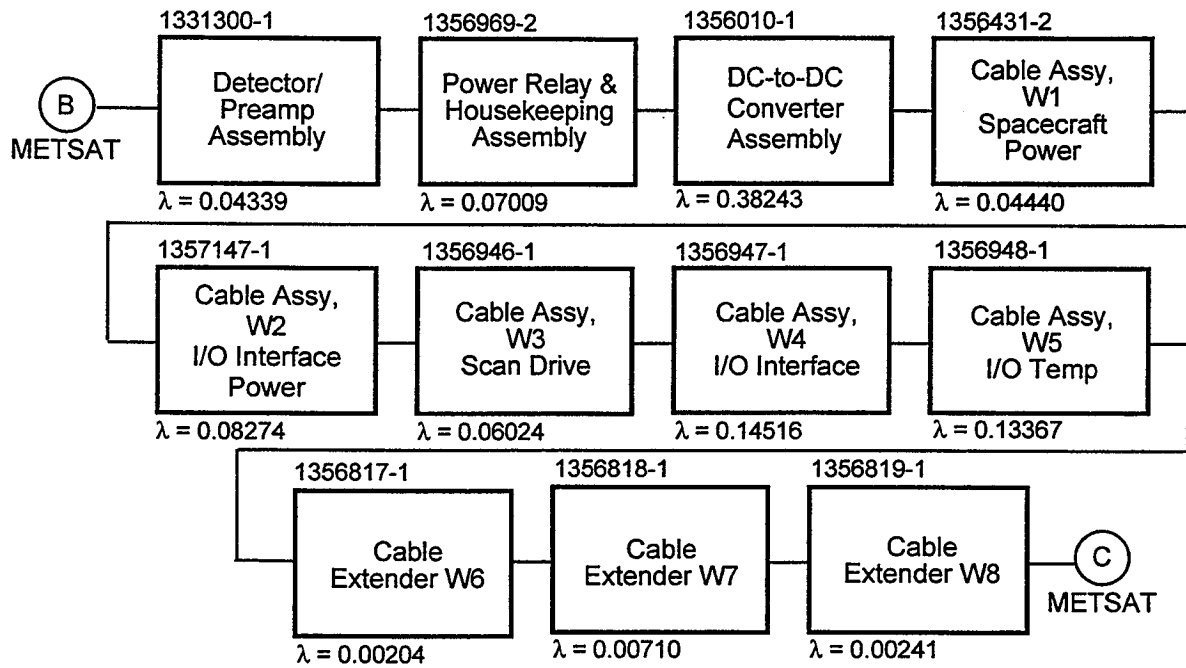 1331300-1
1356969-2
1356010-1
1356431-2
B
METSAT
Detector/
Preamp
Assembly
Power Relay &
Housekeeping
Assembly
DC-to-DC
Converter
Assembly
Cable Assy,
W1
Spacecraft
Power
λ = 0.04339
λ = 0.07009
λ = 0.38243
λ = 0.04440
1357147-1
1356946-1
1356947-1
1356948-1
Cable Assy,
W2
I/O Interface
Power
Cable Assy,
W3
Scan Drive
Cable Assy,
W4
I/O Interface
Cable Assy,
W5
I/O Temp
λ = 0.08274
λ = 0.06024
λ = 0.14516
λ = 0.13367
1356817-1
1356818-1
1356819-1
Cable
Extender W6
Cable
Extender W7
Cable
Extender W8
C
METSAT
λ = 0.00204
λ = 0.00710
λ = 0.00241